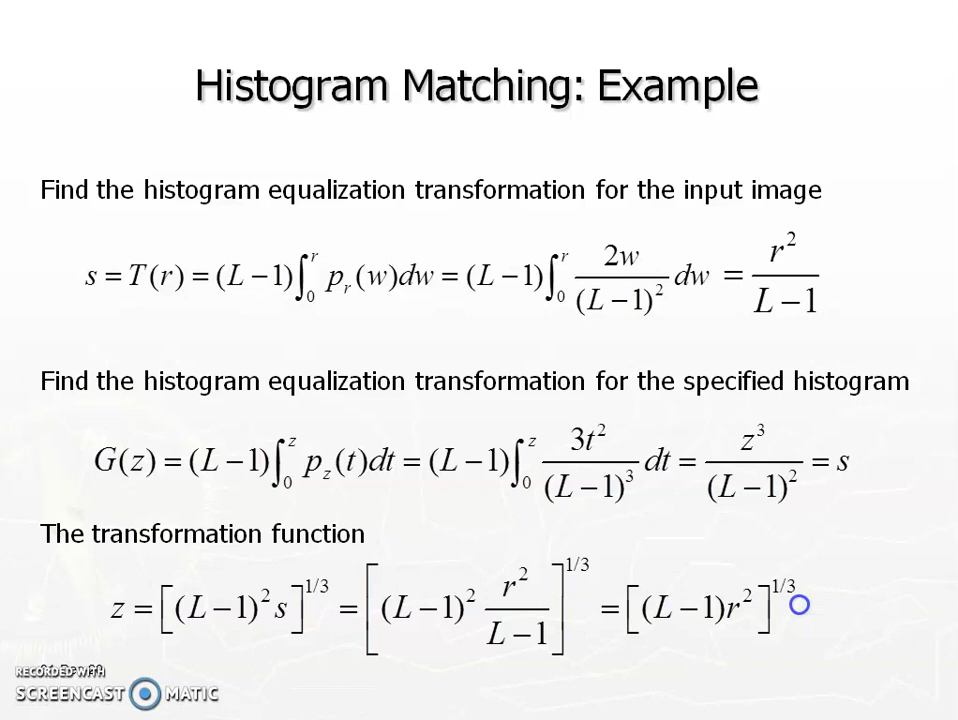 Histogram Matching: Example
Find the histogram equalization transformation for the input image
s = T(r) = (L − 1)∫₀ʳ pᵣ(w)dw = (L − 1)∫₀ʳ 2w/(L − 1)² dw = r²/(L − 1)
Find the histogram equalization transformation for the specified histogram
G(z) = (L − 1)∫₀ᶻ p_z(t)dt = (L − 1)∫₀ᶻ 3t²/(L − 1)³ dt = z³/(L − 1)² = s
The transformation function
z = [(L − 1)² s]^{1/3} = [(L − 1)² r²/(L − 1)]^{1/3} = [(L − 1)r²]^{1/3}
RECORDED WITH
SCREENCAST MATIC